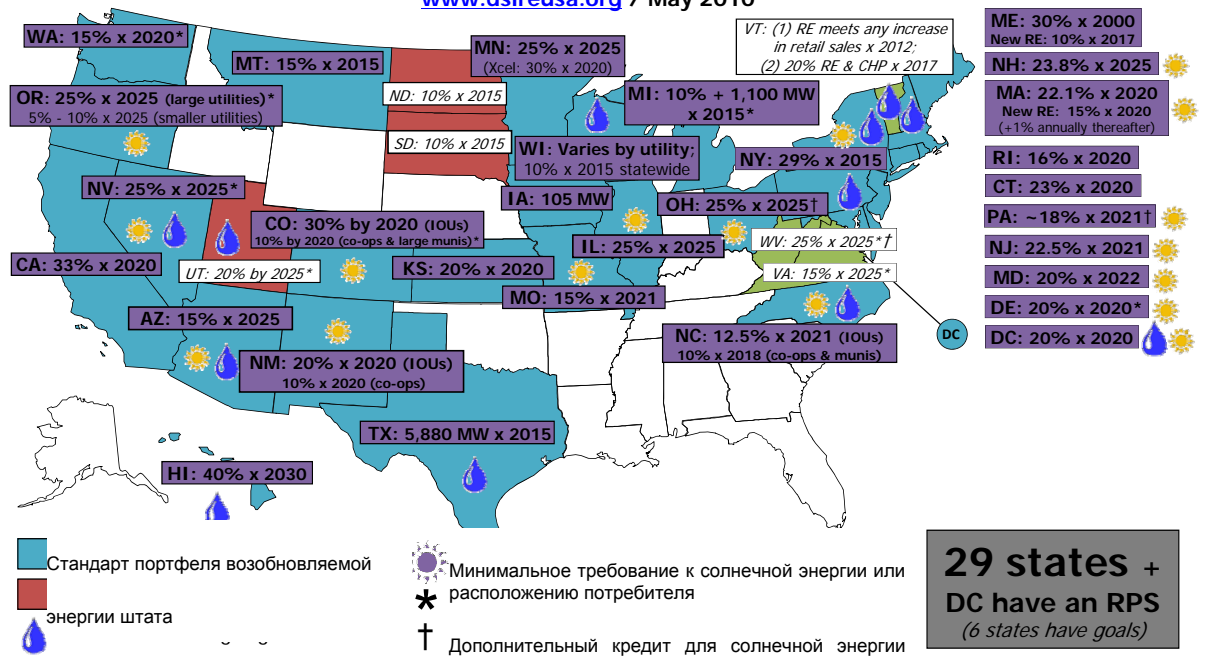 www.dsireusa.org / May 2010
WA: 15% x 2020*
MT: 15% x 2015
MN: 25% x 2025
(Xcel: 30% x 2020)
VT: (1) RE meets any increase
in retail sales x 2012;
(2) 20% RE & CHP x 2017
ME: 30% x 2000
New RE: 10% x 2017
NH: 23.8% x 2025
MA: 22.1% x 2020
New RE: 15% x 2020
(+1% annually thereafter)
RI: 16% x 2020
CT: 23% x 2020
PA: ~18% x 2021†
NJ: 22.5% x 2021
MD: 20% x 2022
DE: 20% x 2020*
DC: 20% x 2020
OR: 25% x 2025 (large utilities)*
5% - 10% x 2025 (smaller utilities)
ND: 10% x 2015
MI: 10% + 1,100 MW
x 2015*
SD: 10% x 2015
WI: Varies by utility;
10% x 2015 statewide
NY: 29% x 2015
NV: 25% x 2025*
IA: 105 MW
OH: 25% x 2025†
CO: 30% by 2020 (IOUs)
10% by 2020 (co-ops & large munis)*
IL: 25% x 2025
WV: 25% x 2025*†
CA: 33% x 2020
UT: 20% by 2025*
KS: 20% x 2020
VA: 15% x 2025*
MO: 15% x 2021
AZ: 15% x 2025
NC: 12.5% x 2021 (IOUs)
10% x 2018 (co-ops & munis)
DC
NM: 20% x 2020 (IOUs)
10% x 2020 (co-ops)
TX: 5,880 MW x 2015
HI: 40% x 2030
Стандарт портфеля возобновляемой
энергии штата
Минимальное требование к солнечной энергии или
* расположению потребителя
† Дополнительный кредит для солнечной энергии
29 states +
DC have an RPS
(6 states have goals)